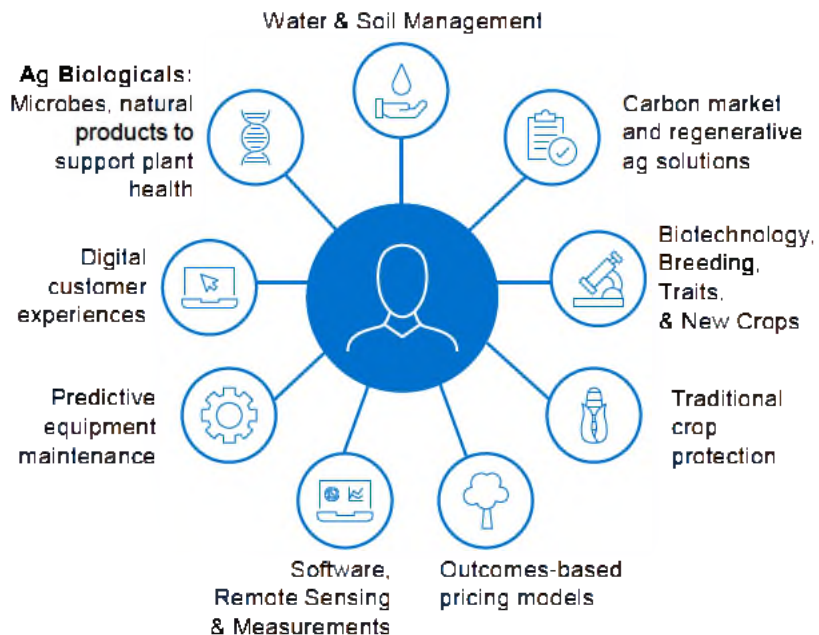 Water & Soil Management
Ag Biologicals:
Microbes, natural
products to
support plant
health
Carbon market
and regenerative
ag solutions
Digital
customer
experiences
Biotechnology,
Breeding,
Traits,
& New Crops
Predictive
equipment
maintenance
Traditional
crop
protection
Software,
Remote Sensing
& Measurements
Outcomes-based
pricing models